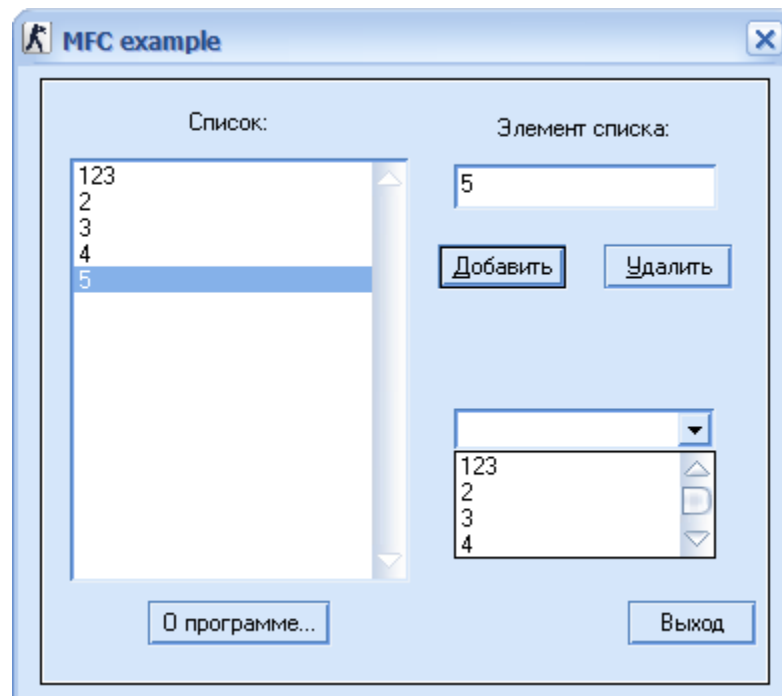 MFC example
Список:
123
2
3
4
5
Элемент списка:
5
Добавить
Удалить
123
2
3
4
О программе...
Выход